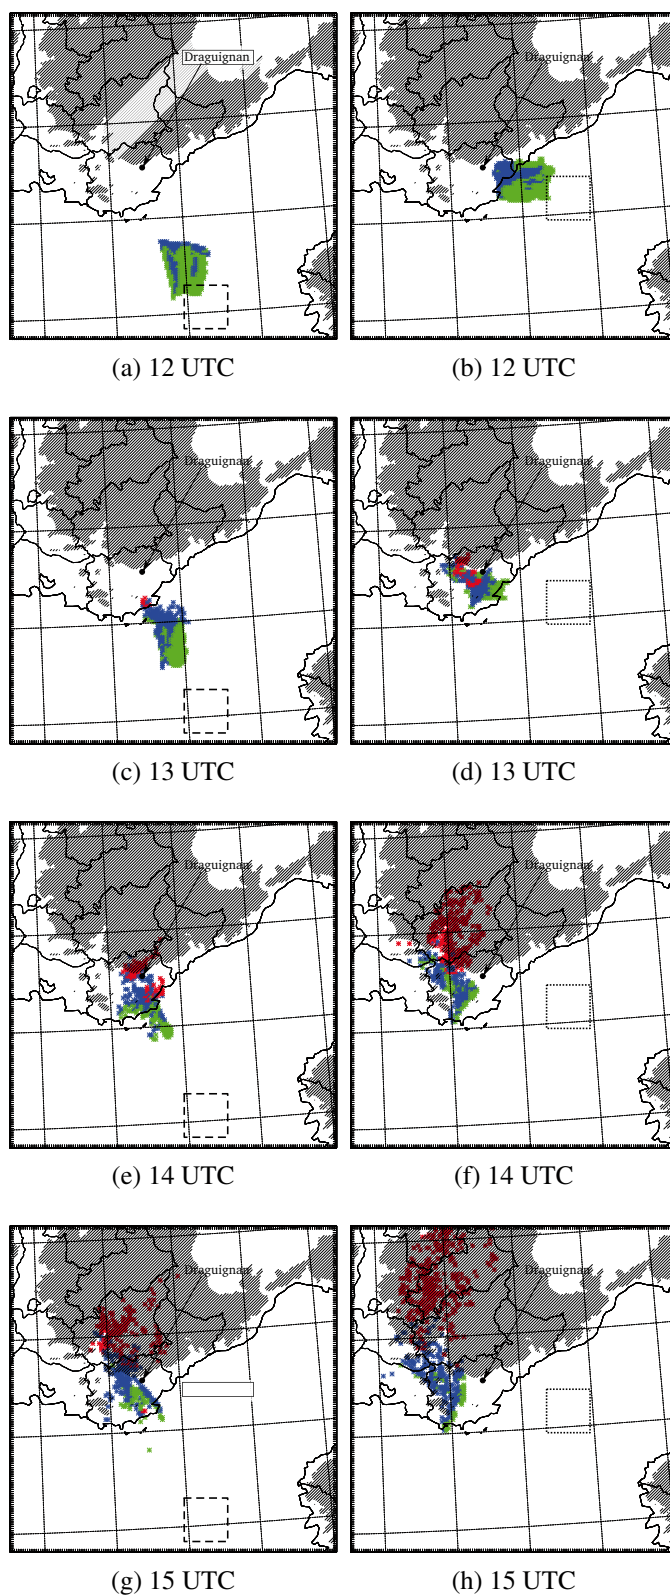 Draguignan
(a) 12 UTC
(b) 12 UTC
Draguignan
Draguignan
(c) 13 UTC
(d) 13 UTC
Draguignan
Draguignan
(e) 14 UTC
(f) 14 UTC
Draguignan
Draguignan
(g) 15 UTC
(h) 15 UTC